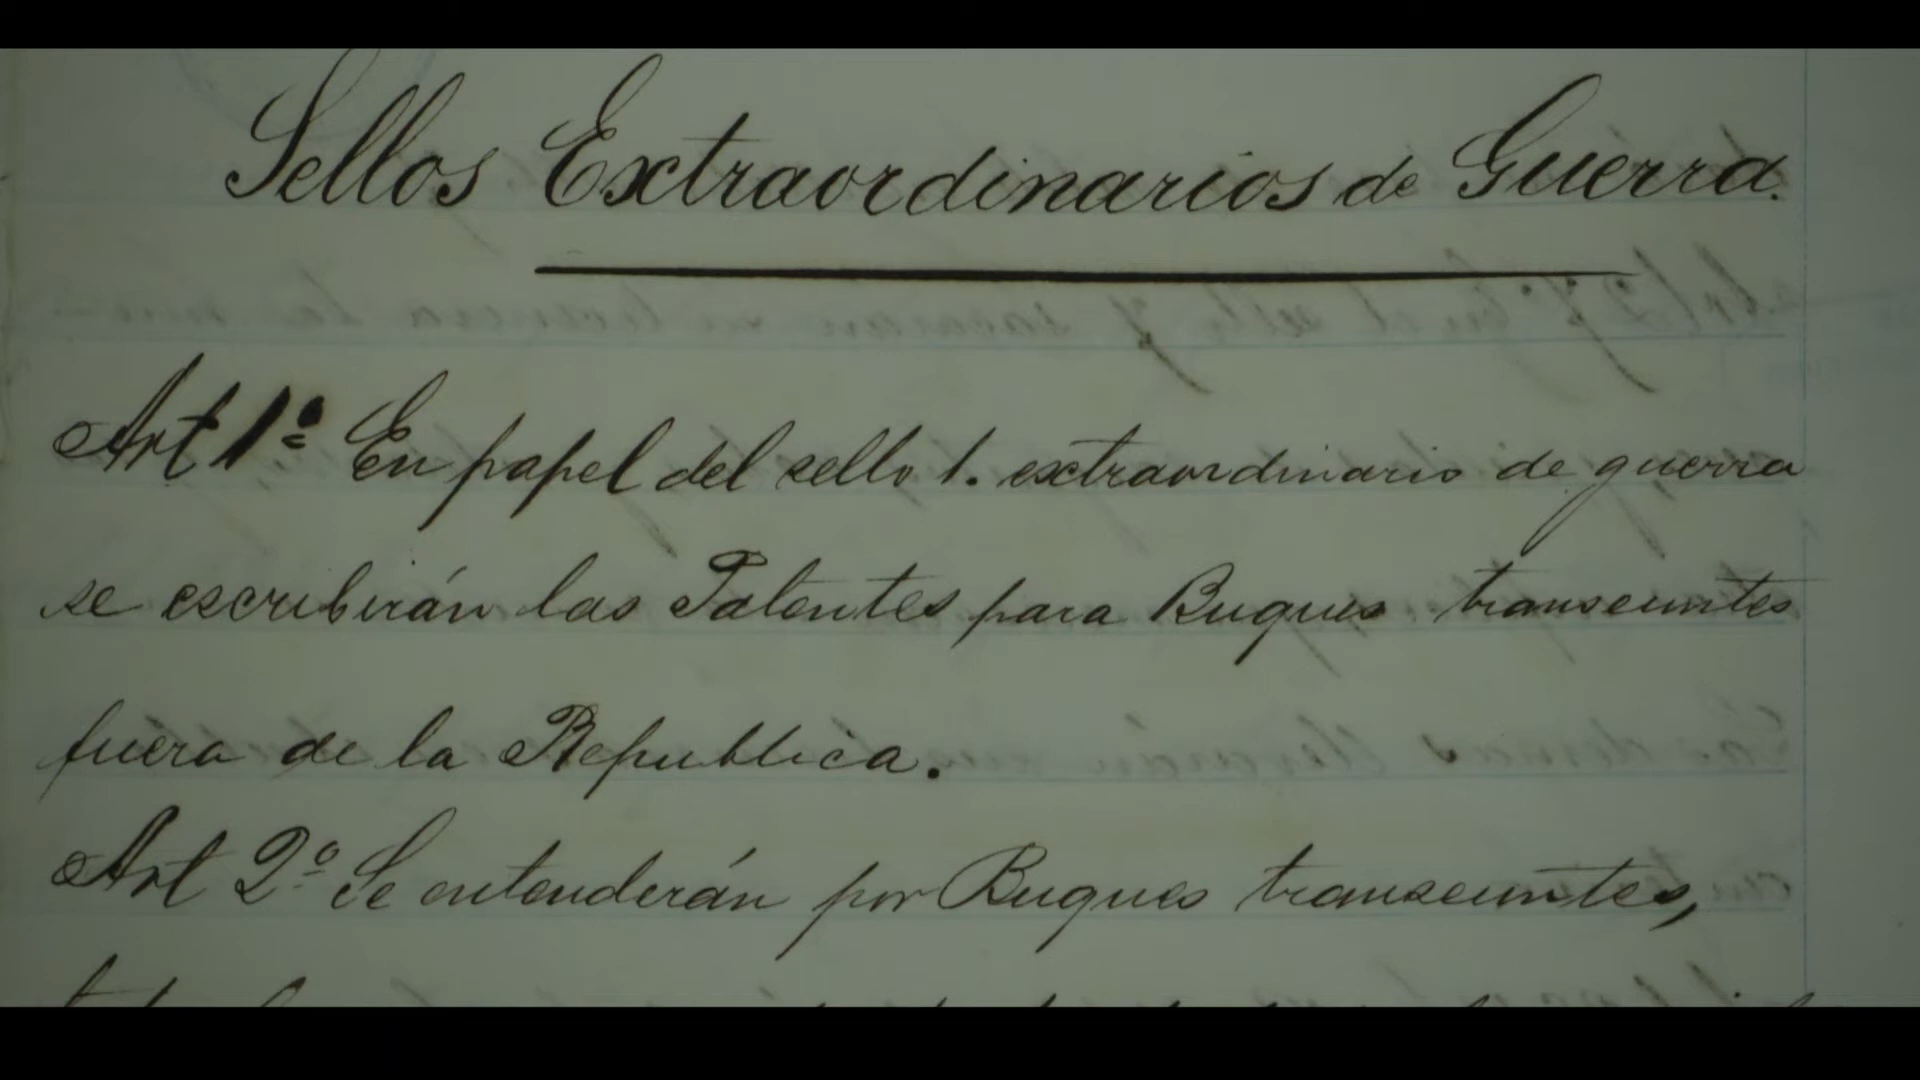 Sellos Extraordinarios de Guerra.
Art 1º En papel del sello 1. extraordinario de guerra
se escribirán las Patentes para Buques transeuntes
fuera de la Republica.
Art 2º Se entenderán por Buques transeuntes,